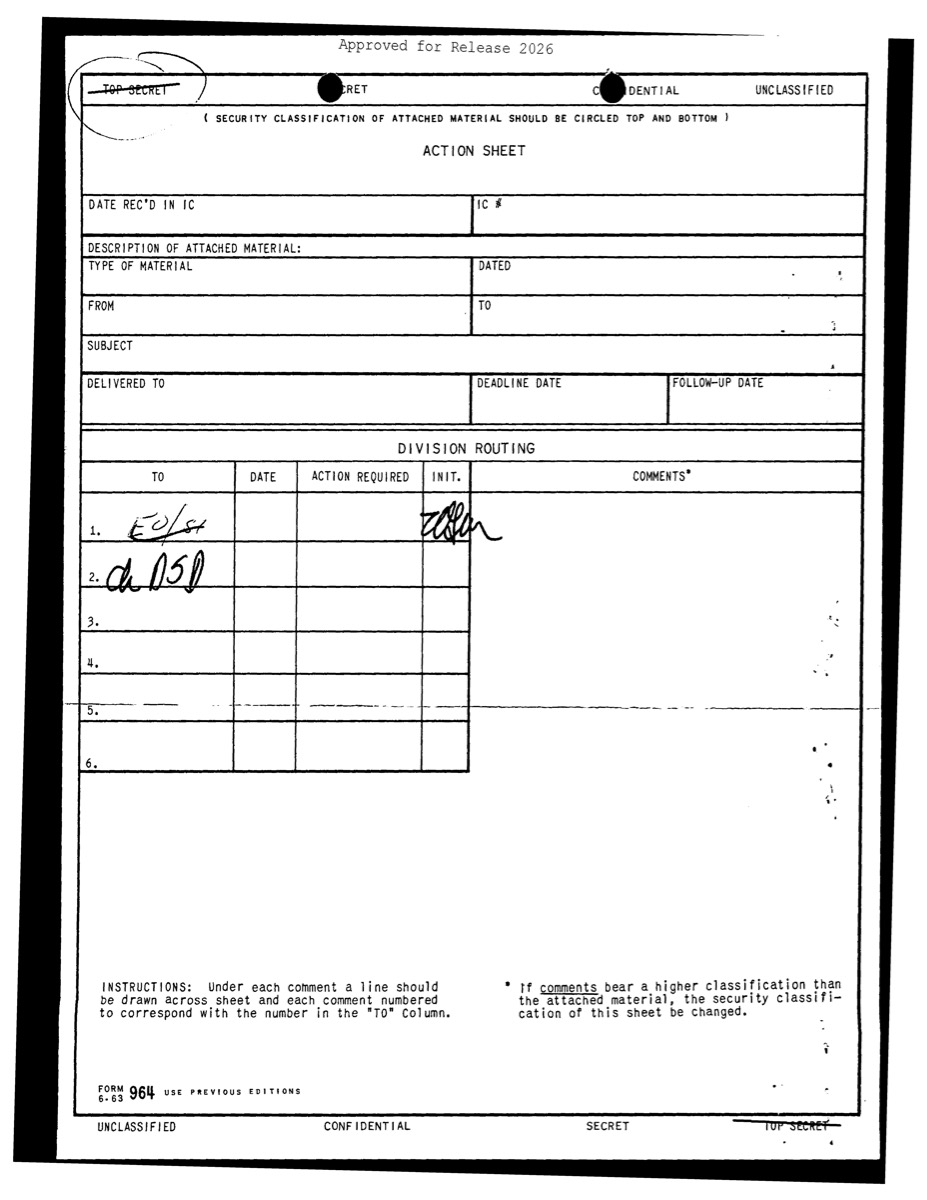 Approved for Release 2026
TOP SECRET CRET C DENTIAL UNCLASSIFIED
( SECURITY CLASSIFICATION OF ATTACHED MATERIAL SHOULD BE CIRCLED TOP AND BOTTOM )
ACTION SHEET
DATE REC'D IN IC IC #
DESCRIPTION OF ATTACHED MATERIAL:
TYPE OF MATERIAL DATED
FROM TO
SUBJECT
DELIVERED TO DEADLINE DATE FOLLOW-UP DATE
DIVISION ROUTING
TO DATE ACTION REQUIRED INIT. COMMENTS*
1. EO/St
2. DSD
3.
4.
5.
6.
INSTRUCTIONS: Under each comment a line should
be drawn across sheet and each comment numbered
to correspond with the number in the "TO" Column.
* If comments bear a higher classification than
the attached material, the security classifi-
cation of this sheet be changed.
FORM 964 USE PREVIOUS EDITIONS
6-63
UNCLASSIFIED CONFIDENTIAL SECRET TOP SECRET